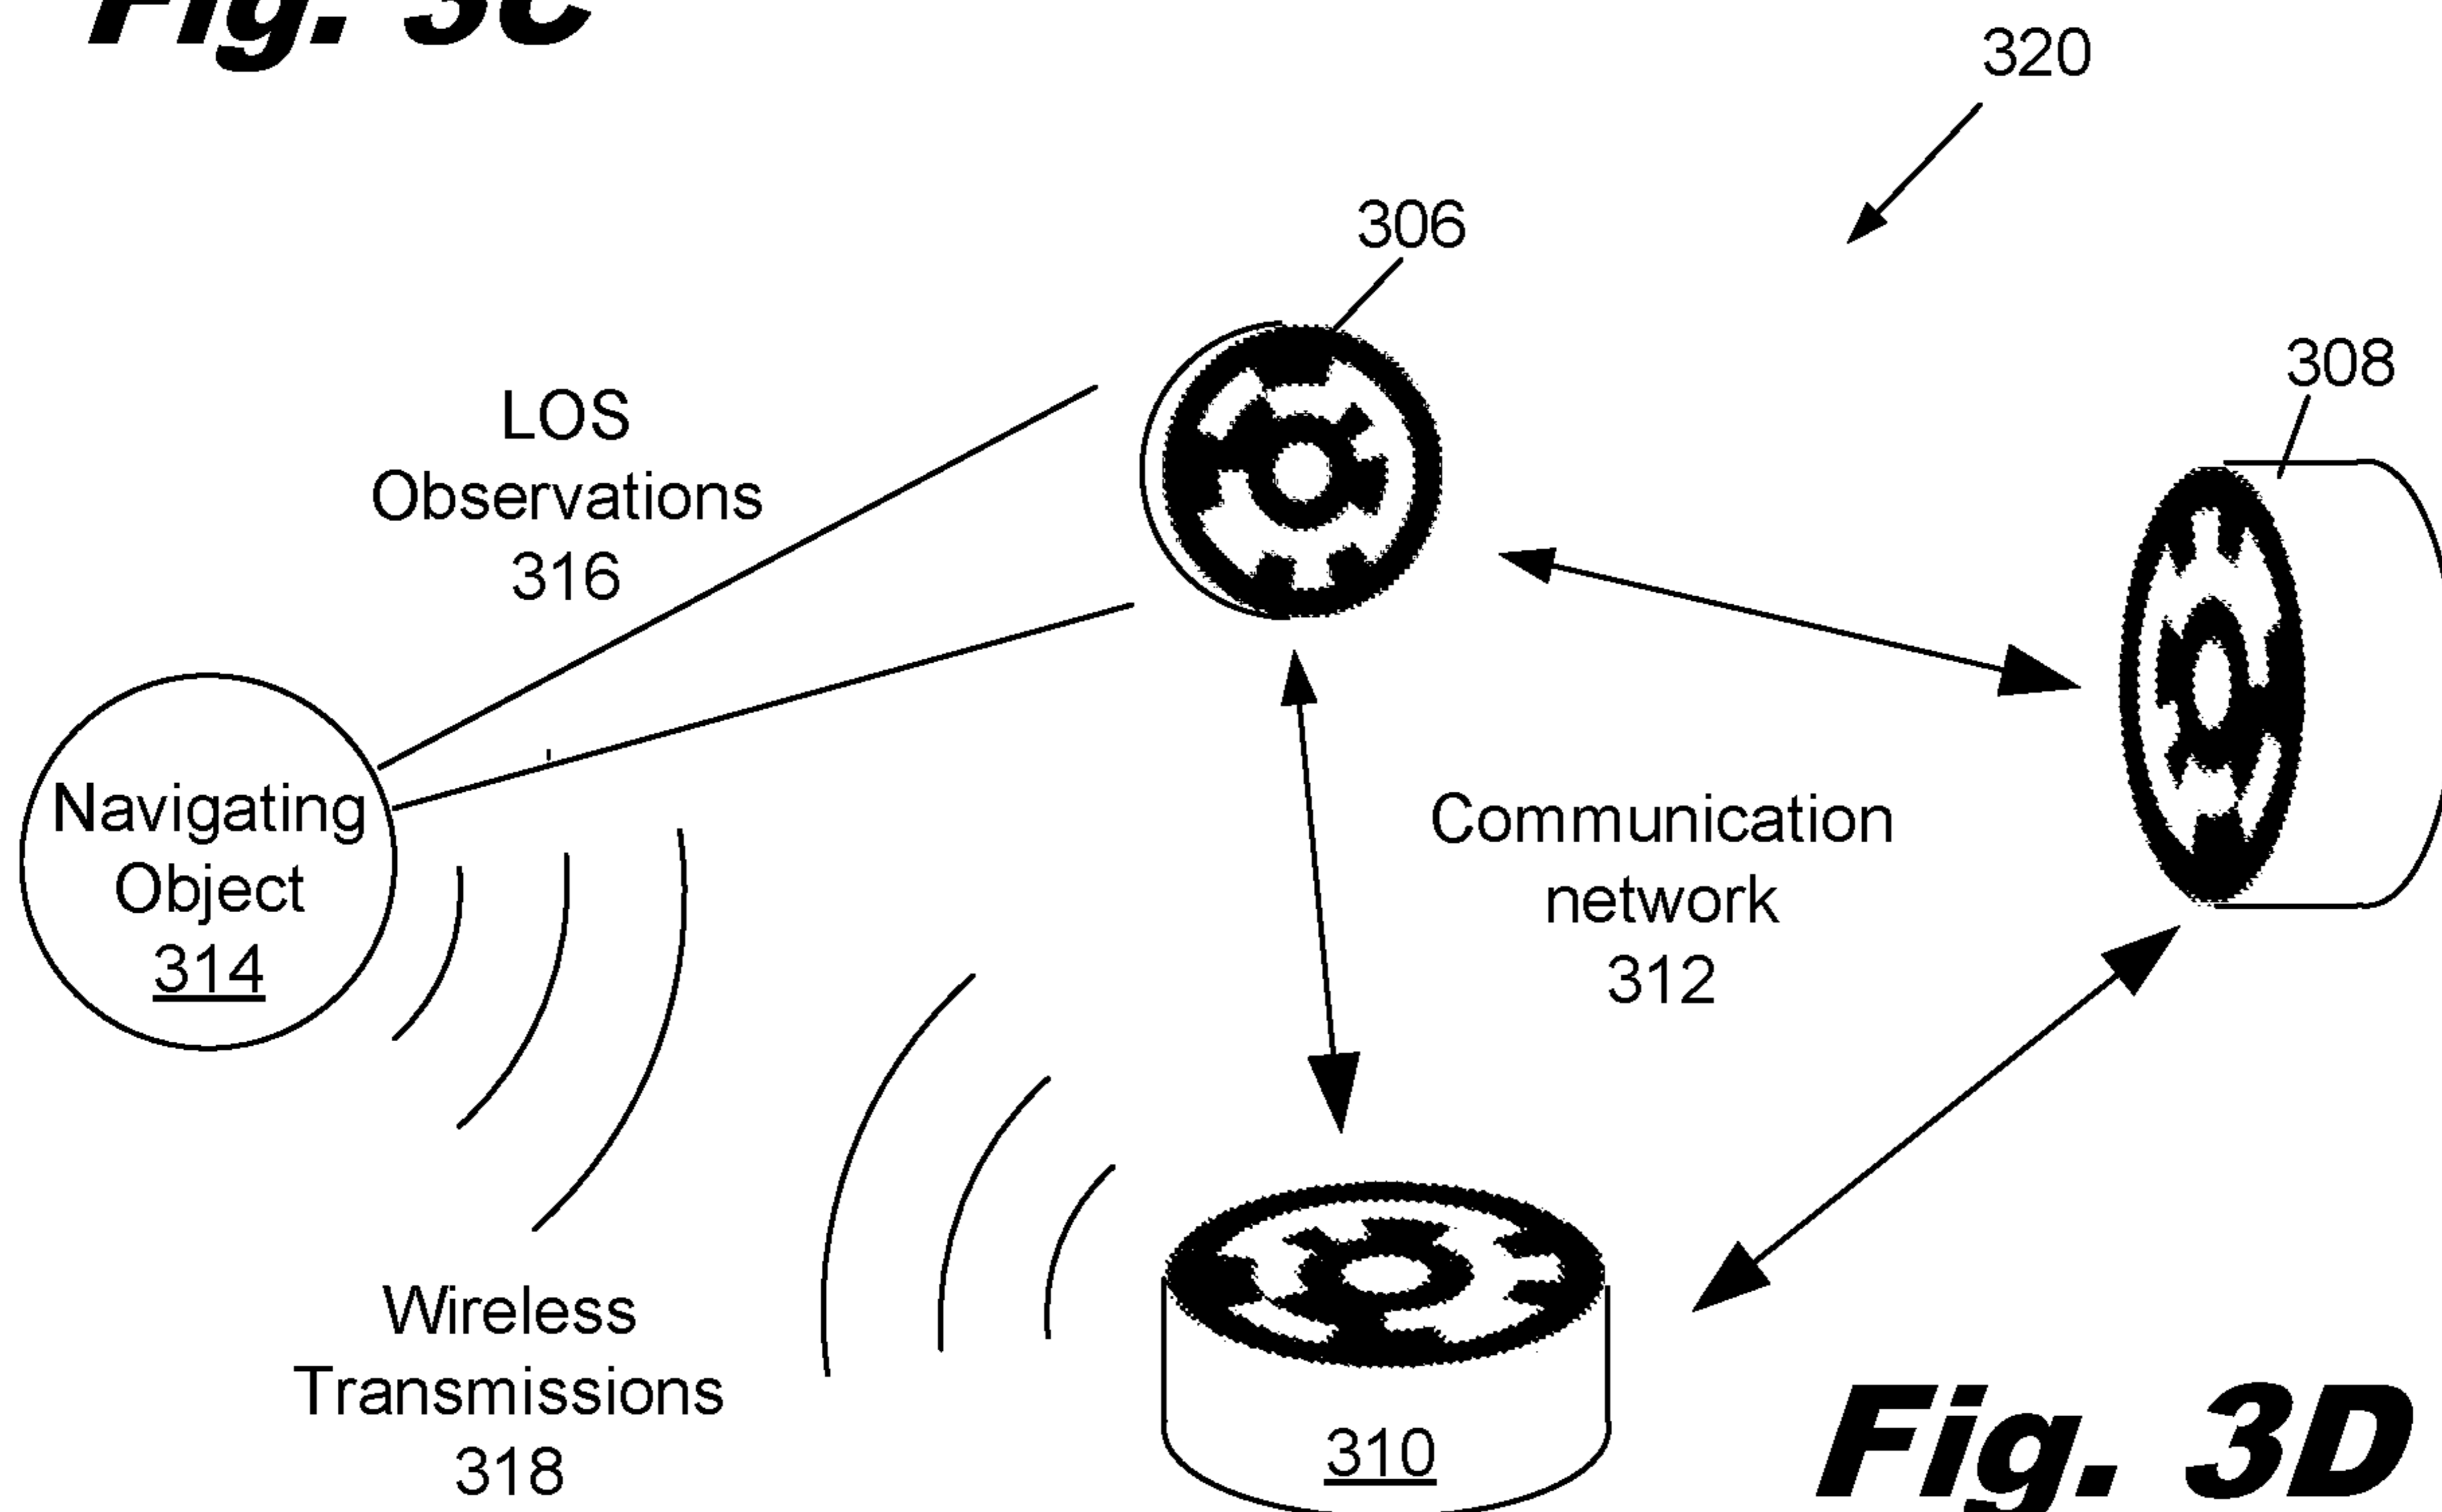 Fig. 3C
320
306
308
LOS
Observations
316
Navigating
Object
314
Communication
network
312
Wireless
Transmissions
318
310
Fig. 3D